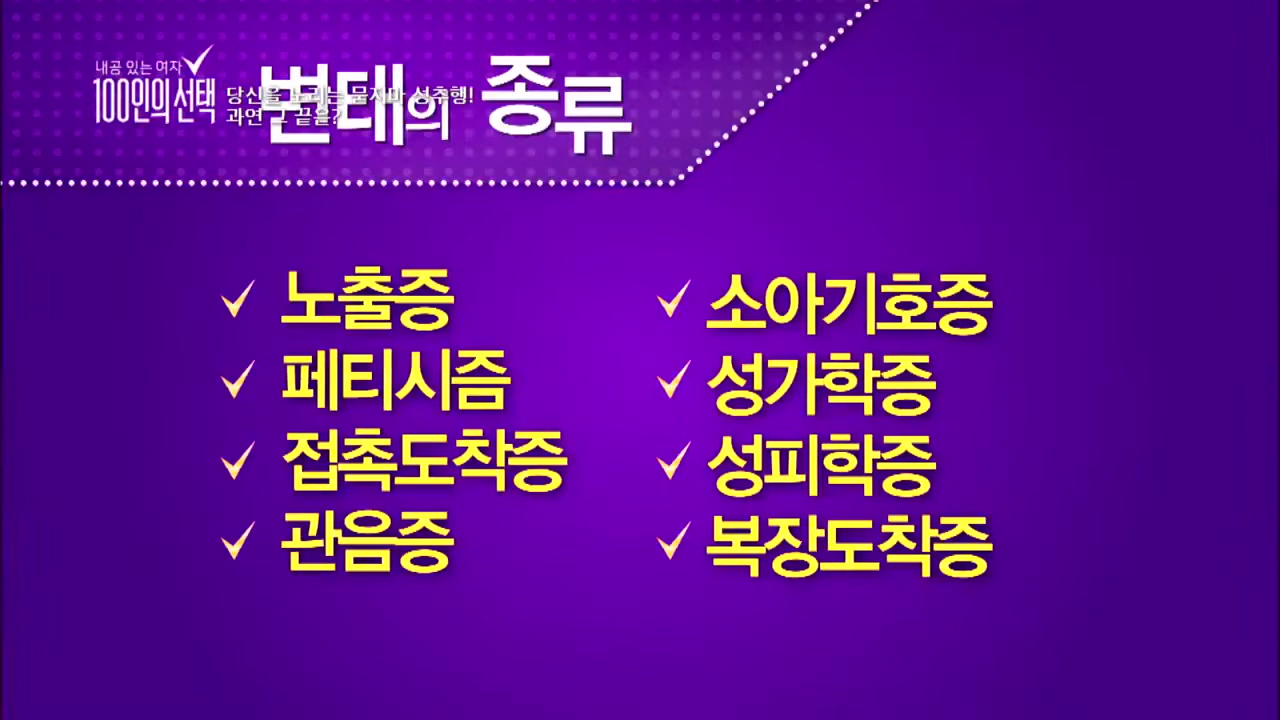 내공 있는 여자
100인의 선택
당신을 노리는 묻지마 성추행!
과연 그 끝은?
변태의 종류
노출증
페티시즘
접촉도착증
관음증
소아기호증
성가학증
성피학증
복장도착증